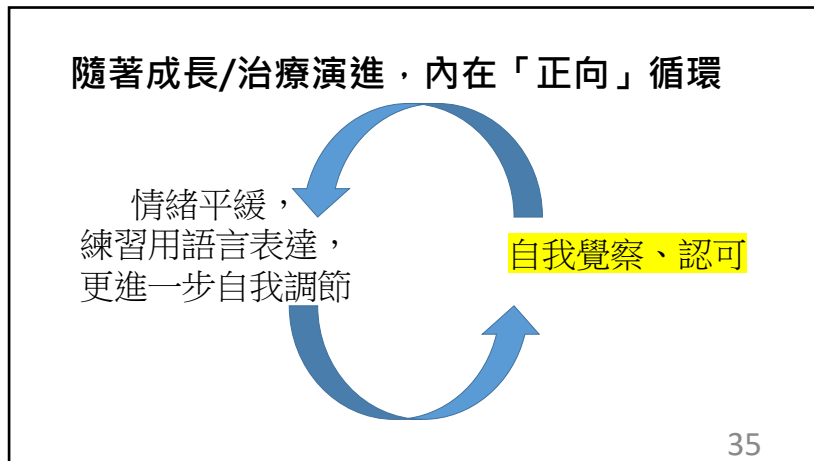 隨著成長/治療演進，內在「正向」循環
情緒平緩，
練習用語言表達，
更進一步自我調節
自我覺察、認可
35